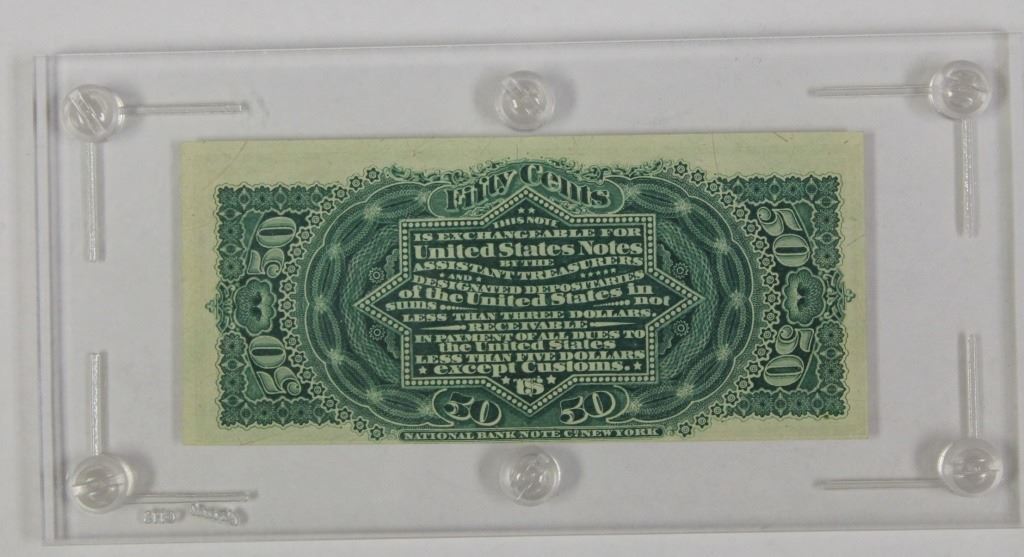 Fifty Cents
THIS NOTE
IS EXCHANGEABLE FOR
United States Notes
BY THE
ASSISTANT TREASURERS
AND
DESIGNATED DEPOSITARIES
of the United States in
sums not
LESS THAN THREE DOLLARS
RECEIVABLE
IN PAYMENT OF ALL DUES TO
the United States
LESS THAN FIVE DOLLARS
except Customs.
US
50
50
50
50
50 50
NATIONAL BANK NOTE Co. NEW YORK